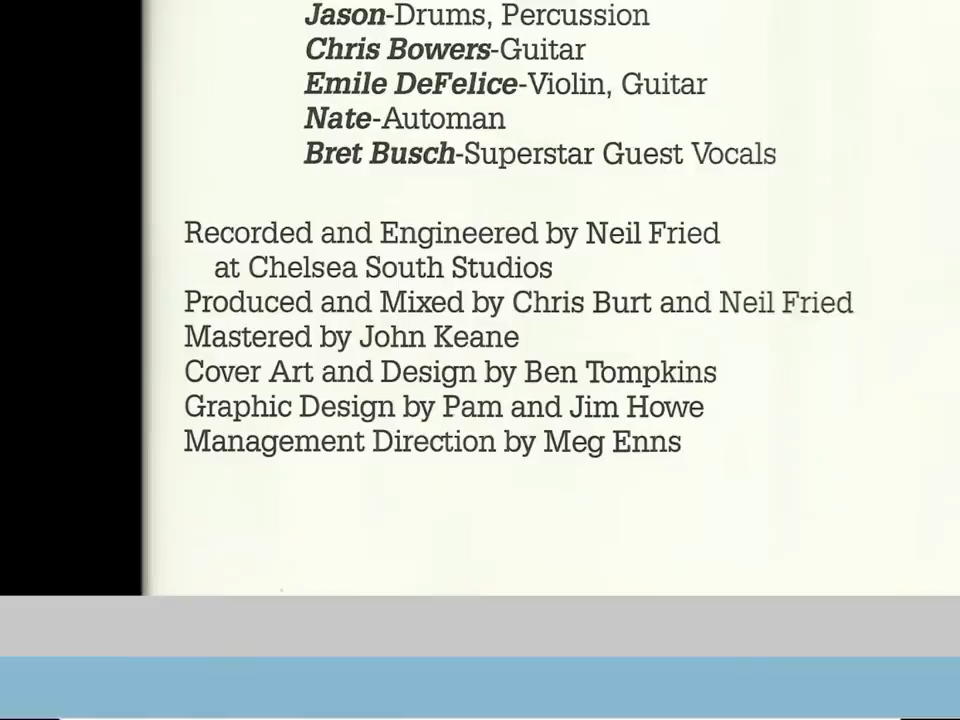 Jason-Drums, Percussion
Chris Bowers-Guitar
Emile DeFelice-Violin, Guitar
Nate-Automan
Bret Busch-Superstar Guest Vocals
Recorded and Engineered by Neil Fried
at Chelsea South Studios
Produced and Mixed by Chris Burt and Neil Fried
Mastered by John Keane
Cover Art and Design by Ben Tompkins
Graphic Design by Pam and Jim Howe
Management Direction by Meg Enns